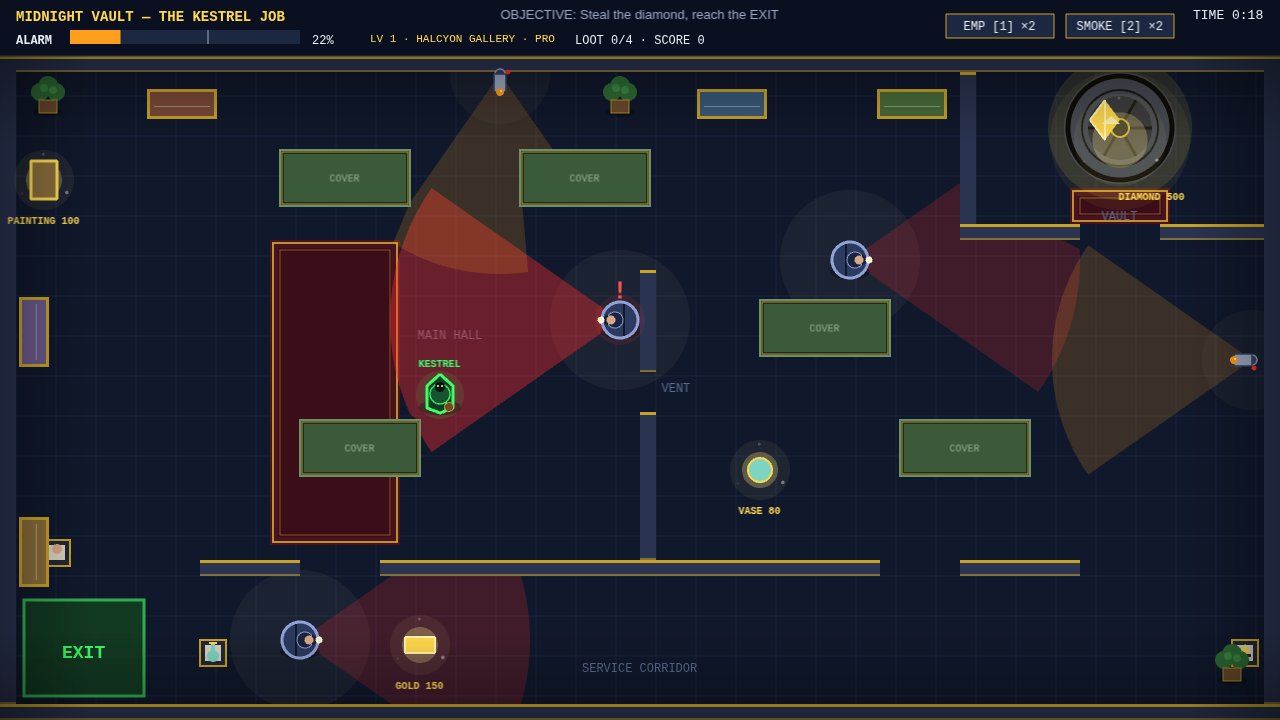 MIDNIGHT VAULT — THE KESTREL JOB
OBJECTIVE: Steal the diamond, reach the EXIT
EMP [1] ×2
SMOKE [2] ×2
TIME 0:18
ALARM
22%
LV 1 · HALCYON GALLERY · PRO
LOOT 0/4 · SCORE 0
COVER
COVER
DIAMOND 500
PAINTING 100
VAULT
!
MAIN HALL
COVER
KESTREL
VENT
COVER
COVER
VASE 80
EXIT
SERVICE CORRIDOR
GOLD 150